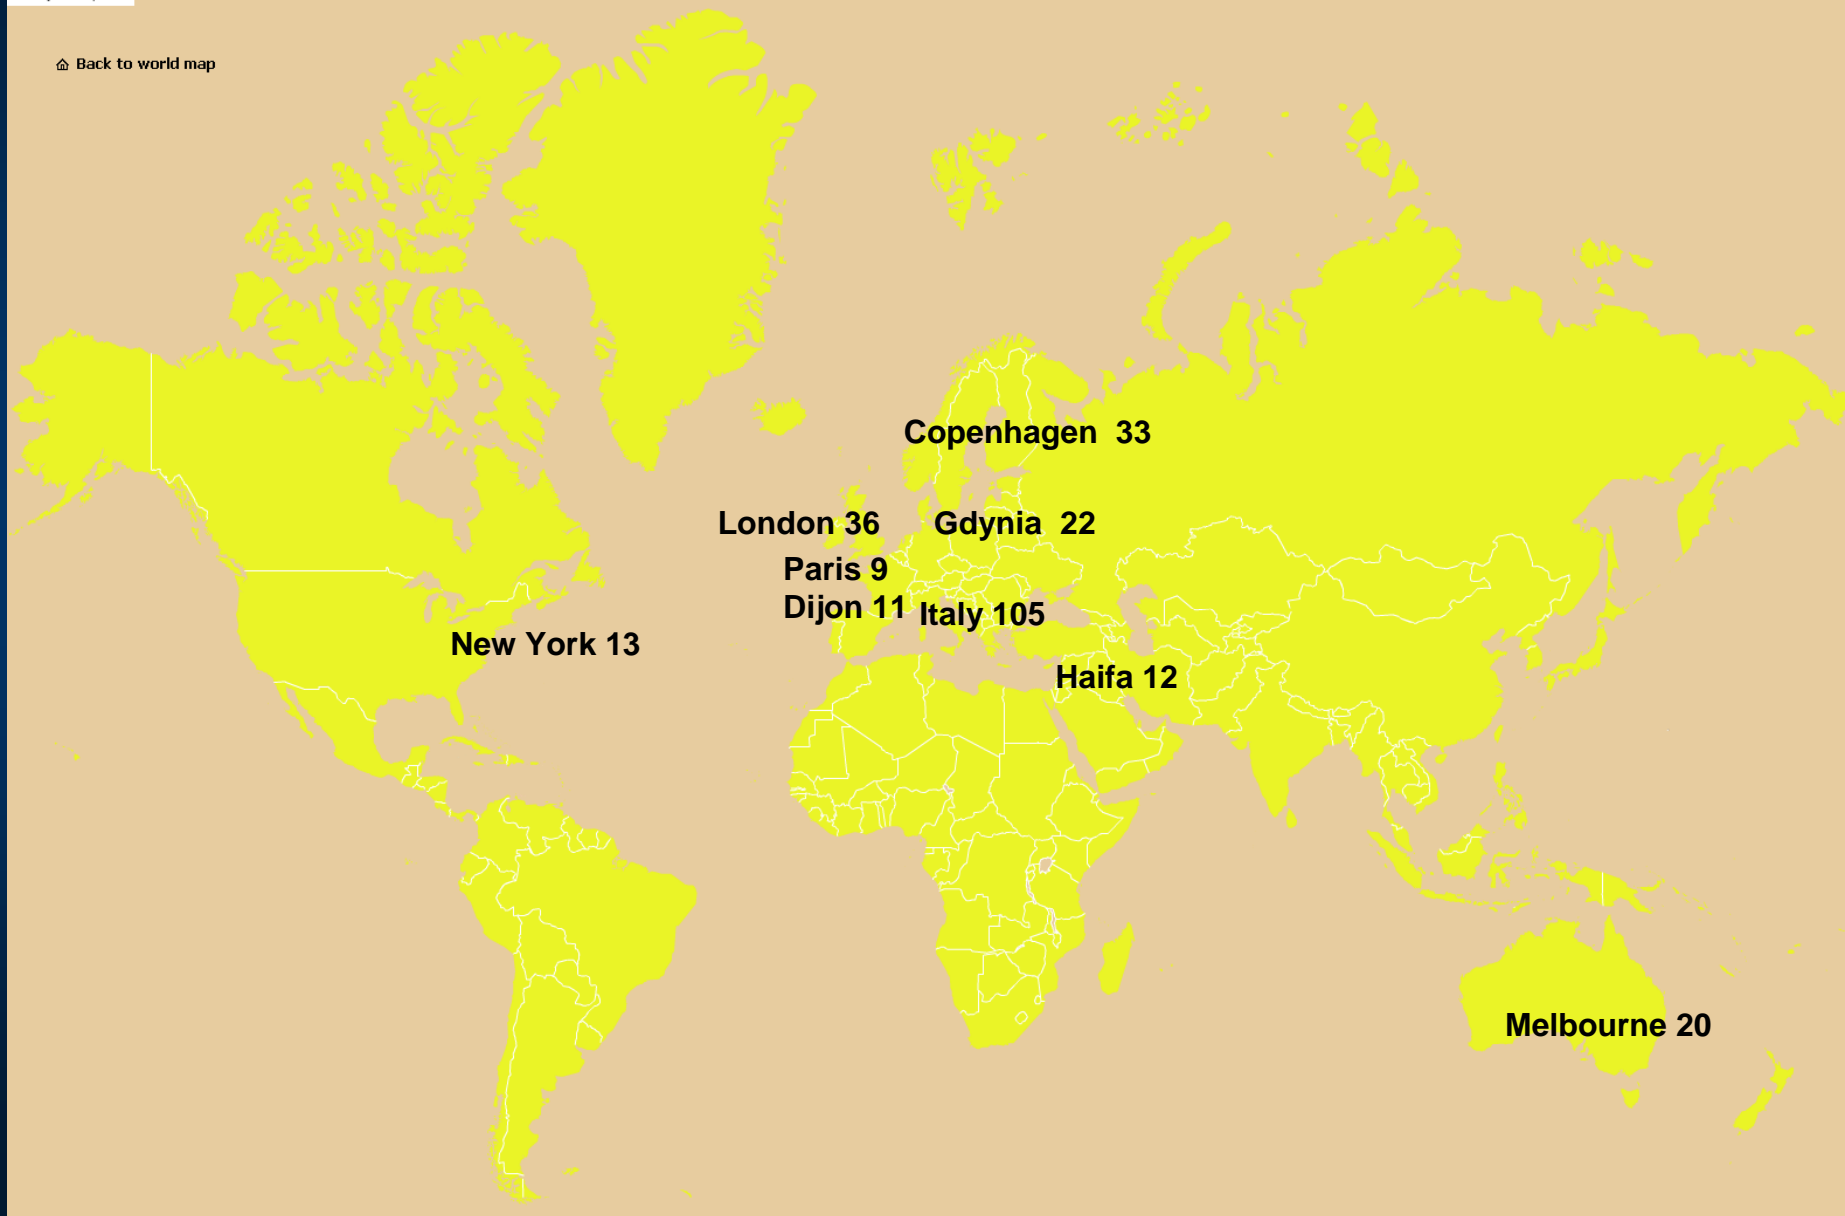 Back to world map
Copenhagen 33
London 36
Gdynia 22
Paris 9
Dijon 11
Italy 105
New York 13
Haifa 12
Melbourne 20